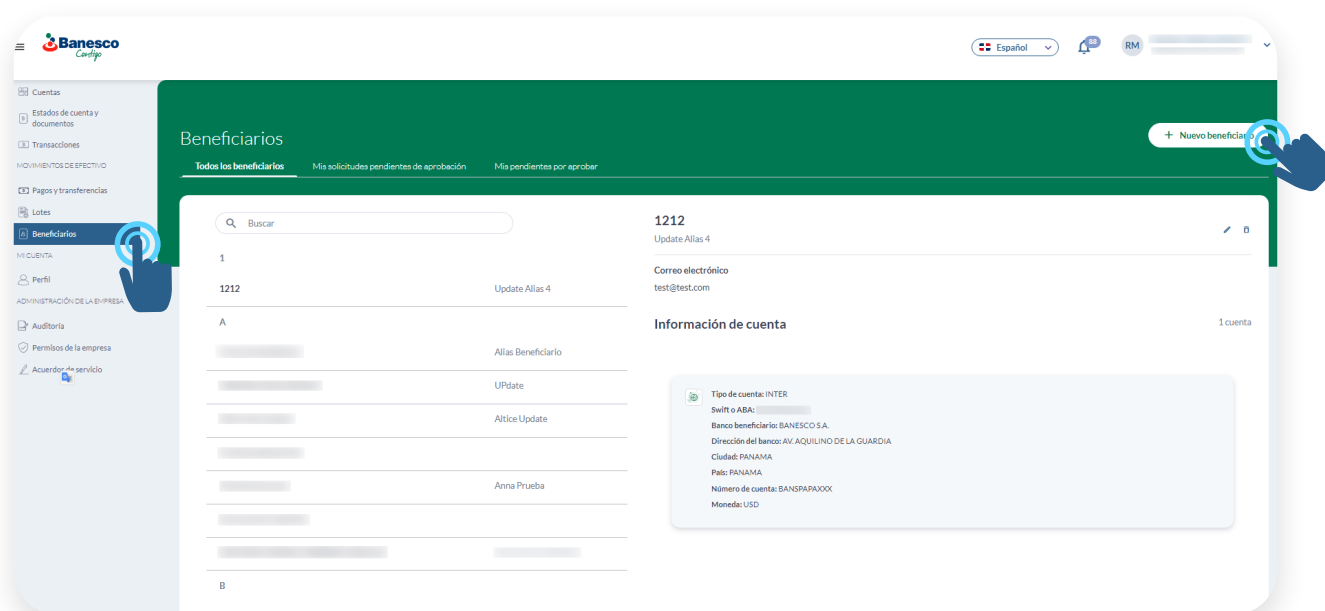 Banesco
Contigo
Español
88
RM
Cuentas
Estados de cuenta y
documentos
Transacciones
MOVIMIENTOS DE EFECTIVO
Pagos y transferencias
Lotes
Beneficiarios
MI CUENTA
Perfil
ADMINISTRACIÓN DE LA EMPRESA
Auditoría
Permisos de la empresa
Acuerdos de servicio
Beneficiarios
+ Nuevo beneficiario
Todos los beneficiarios Mis solicitudes pendientes de aprobación Mis pendientes por aprobar
Buscar
1
1212 Update Alias 4
A
Alias Beneficiario
UPdate
Altice Update
Anna Prueba
B
1212
Update Alias 4
Correo electrónico
test@test.com
Información de cuenta 1 cuenta
Tipo de cuenta: INTER
Swift o ABA:
Banco beneficiario: BANESCO S.A.
Dirección del banco: AV. AQUILINO DE LA GUARDIA
Ciudad: PANAMA
País: PANAMA
Número de cuenta: BANSPAPAXXX
Moneda: USD